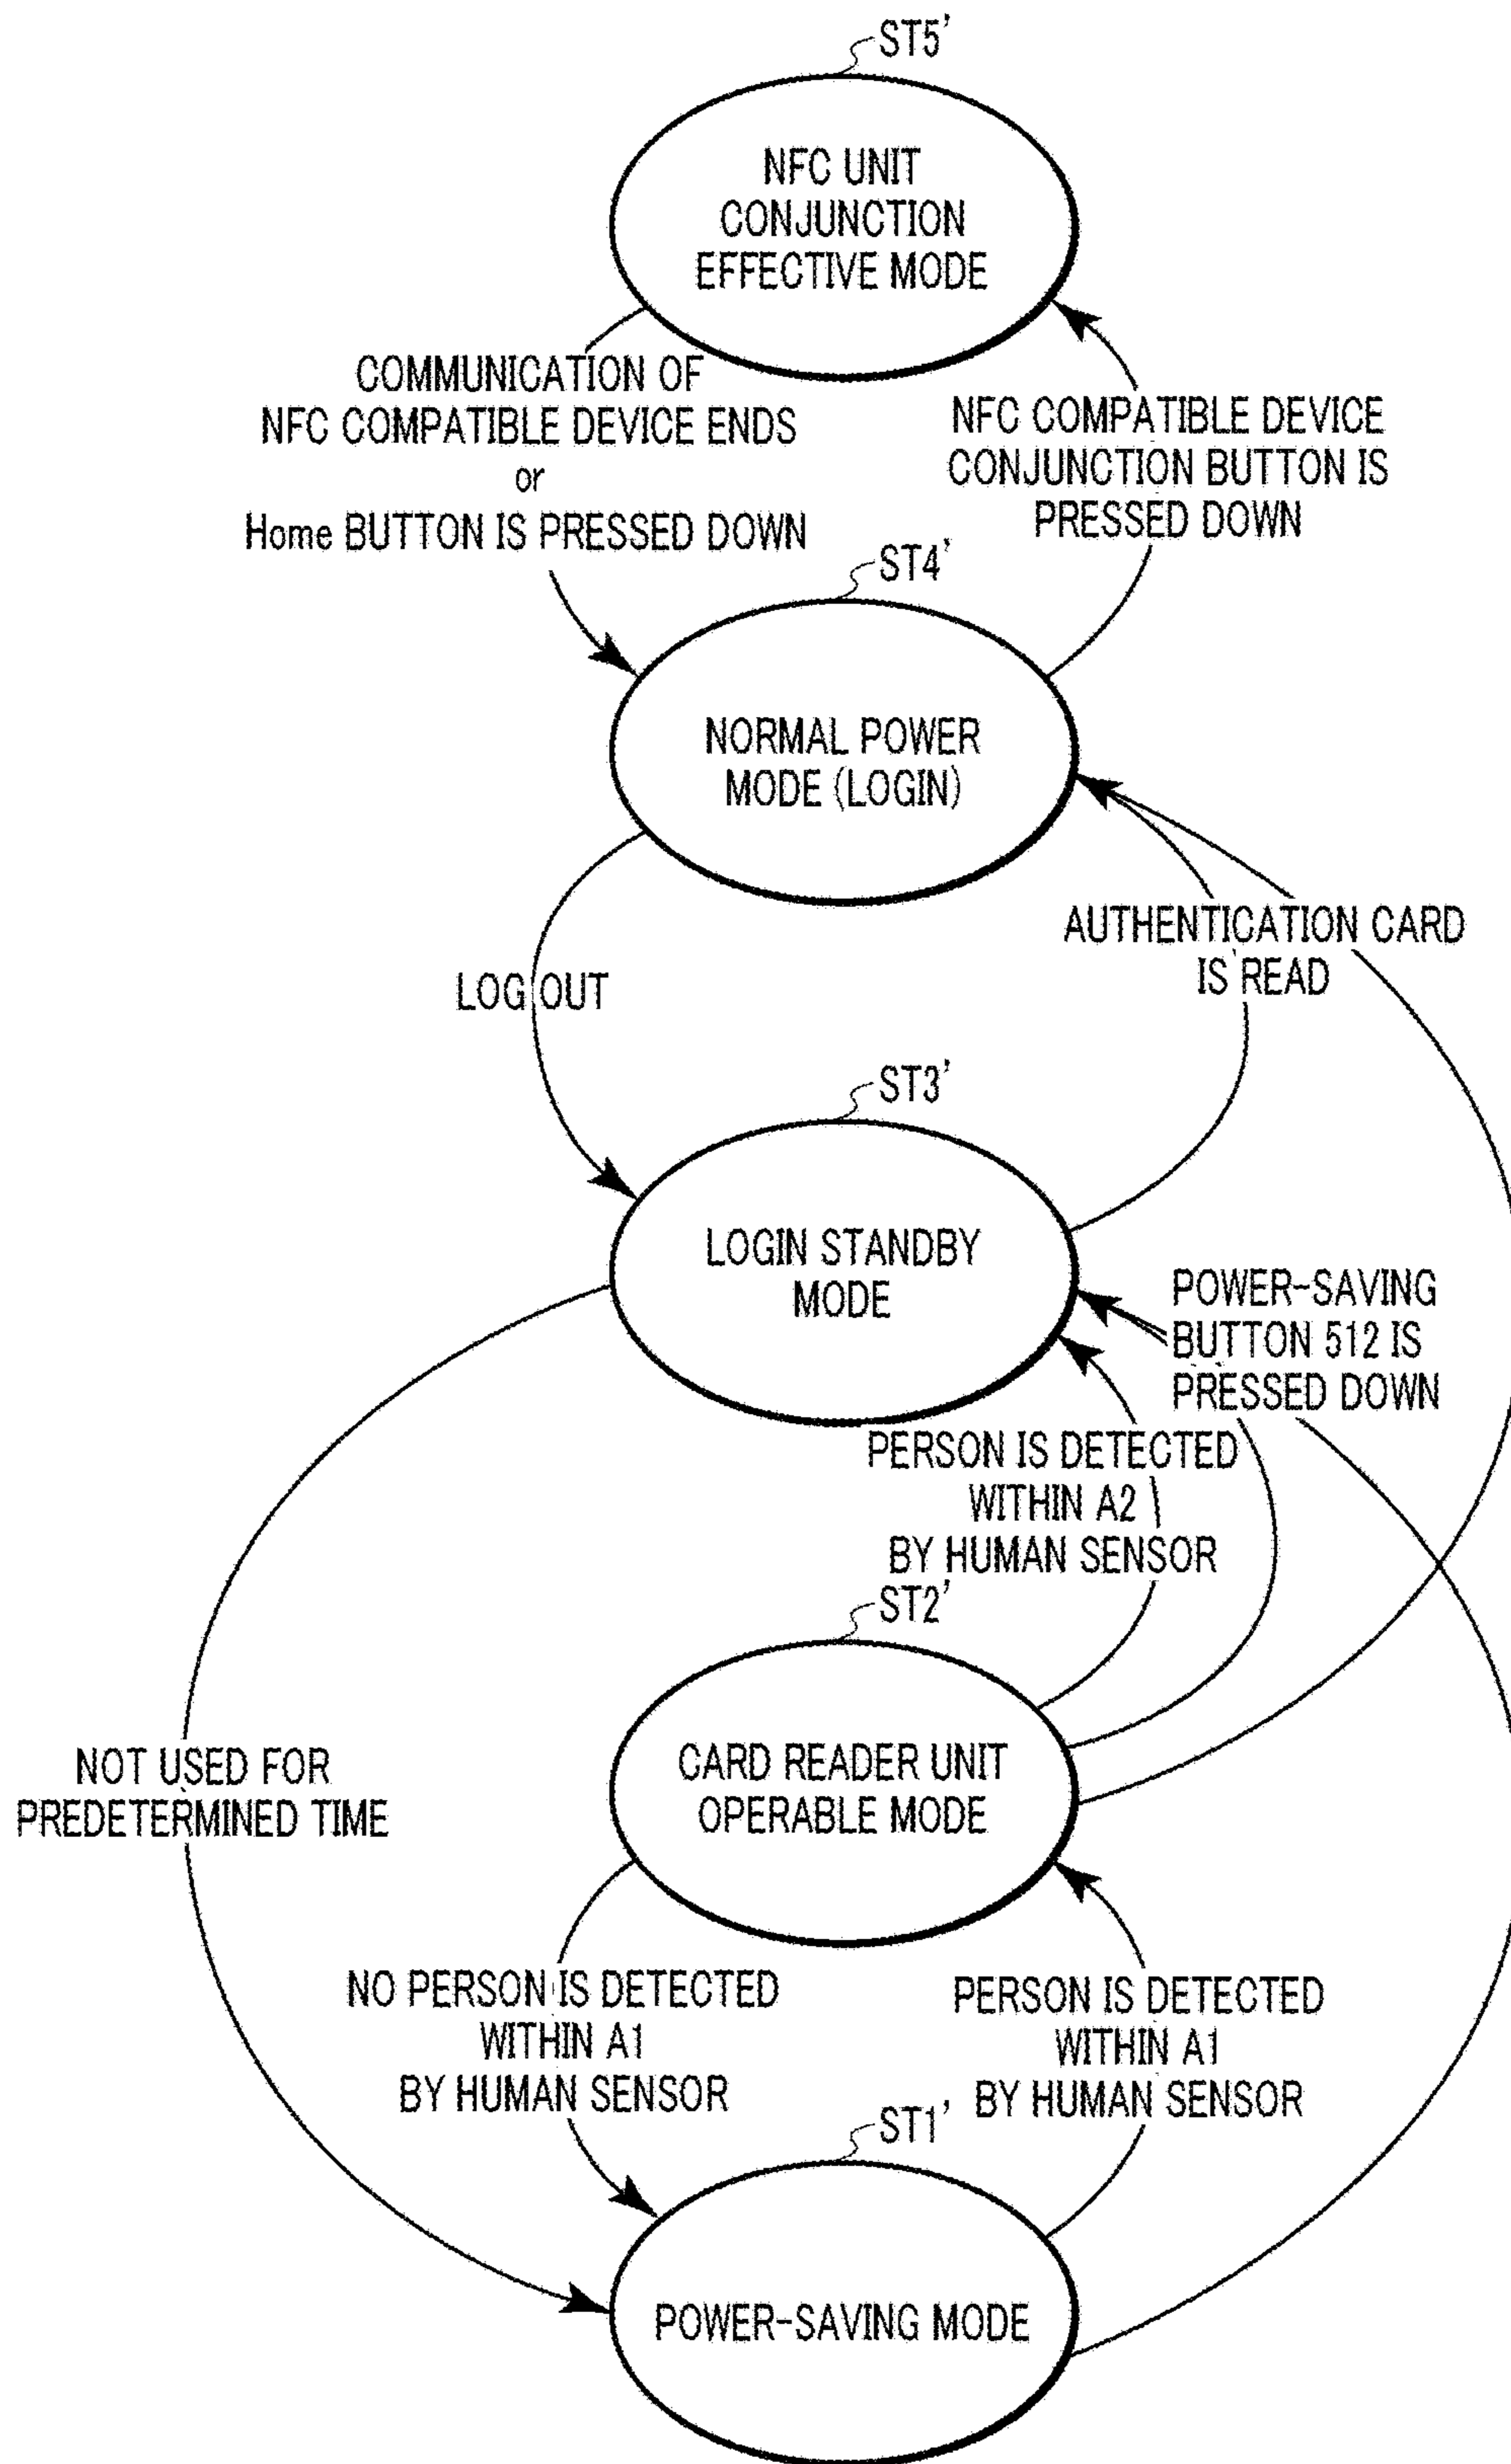 ST5'
NFC UNIT
CONJUNCTION
EFFECTIVE MODE
COMMUNICATION OF
NFC COMPATIBLE DEVICE ENDS
or
Home BUTTON IS PRESSED DOWN
NFC COMPATIBLE DEVICE
CONJUNCTION BUTTON IS
PRESSED DOWN
ST4'
NORMAL POWER
MODE (LOGIN)
AUTHENTICATION CARD
IS READ
LOG OUT
ST3'
LOGIN STANDBY
MODE
POWER-SAVING
BUTTON 512 IS
PRESSED DOWN
PERSON IS DETECTED
WITHIN A2
BY HUMAN SENSOR
ST2'
CARD READER UNIT
OPERABLE MODE
NOT USED FOR
PREDETERMINED TIME
NO PERSON IS DETECTED
WITHIN A1
BY HUMAN SENSOR
PERSON IS DETECTED
WITHIN A1
BY HUMAN SENSOR
ST1'
POWER-SAVING MODE